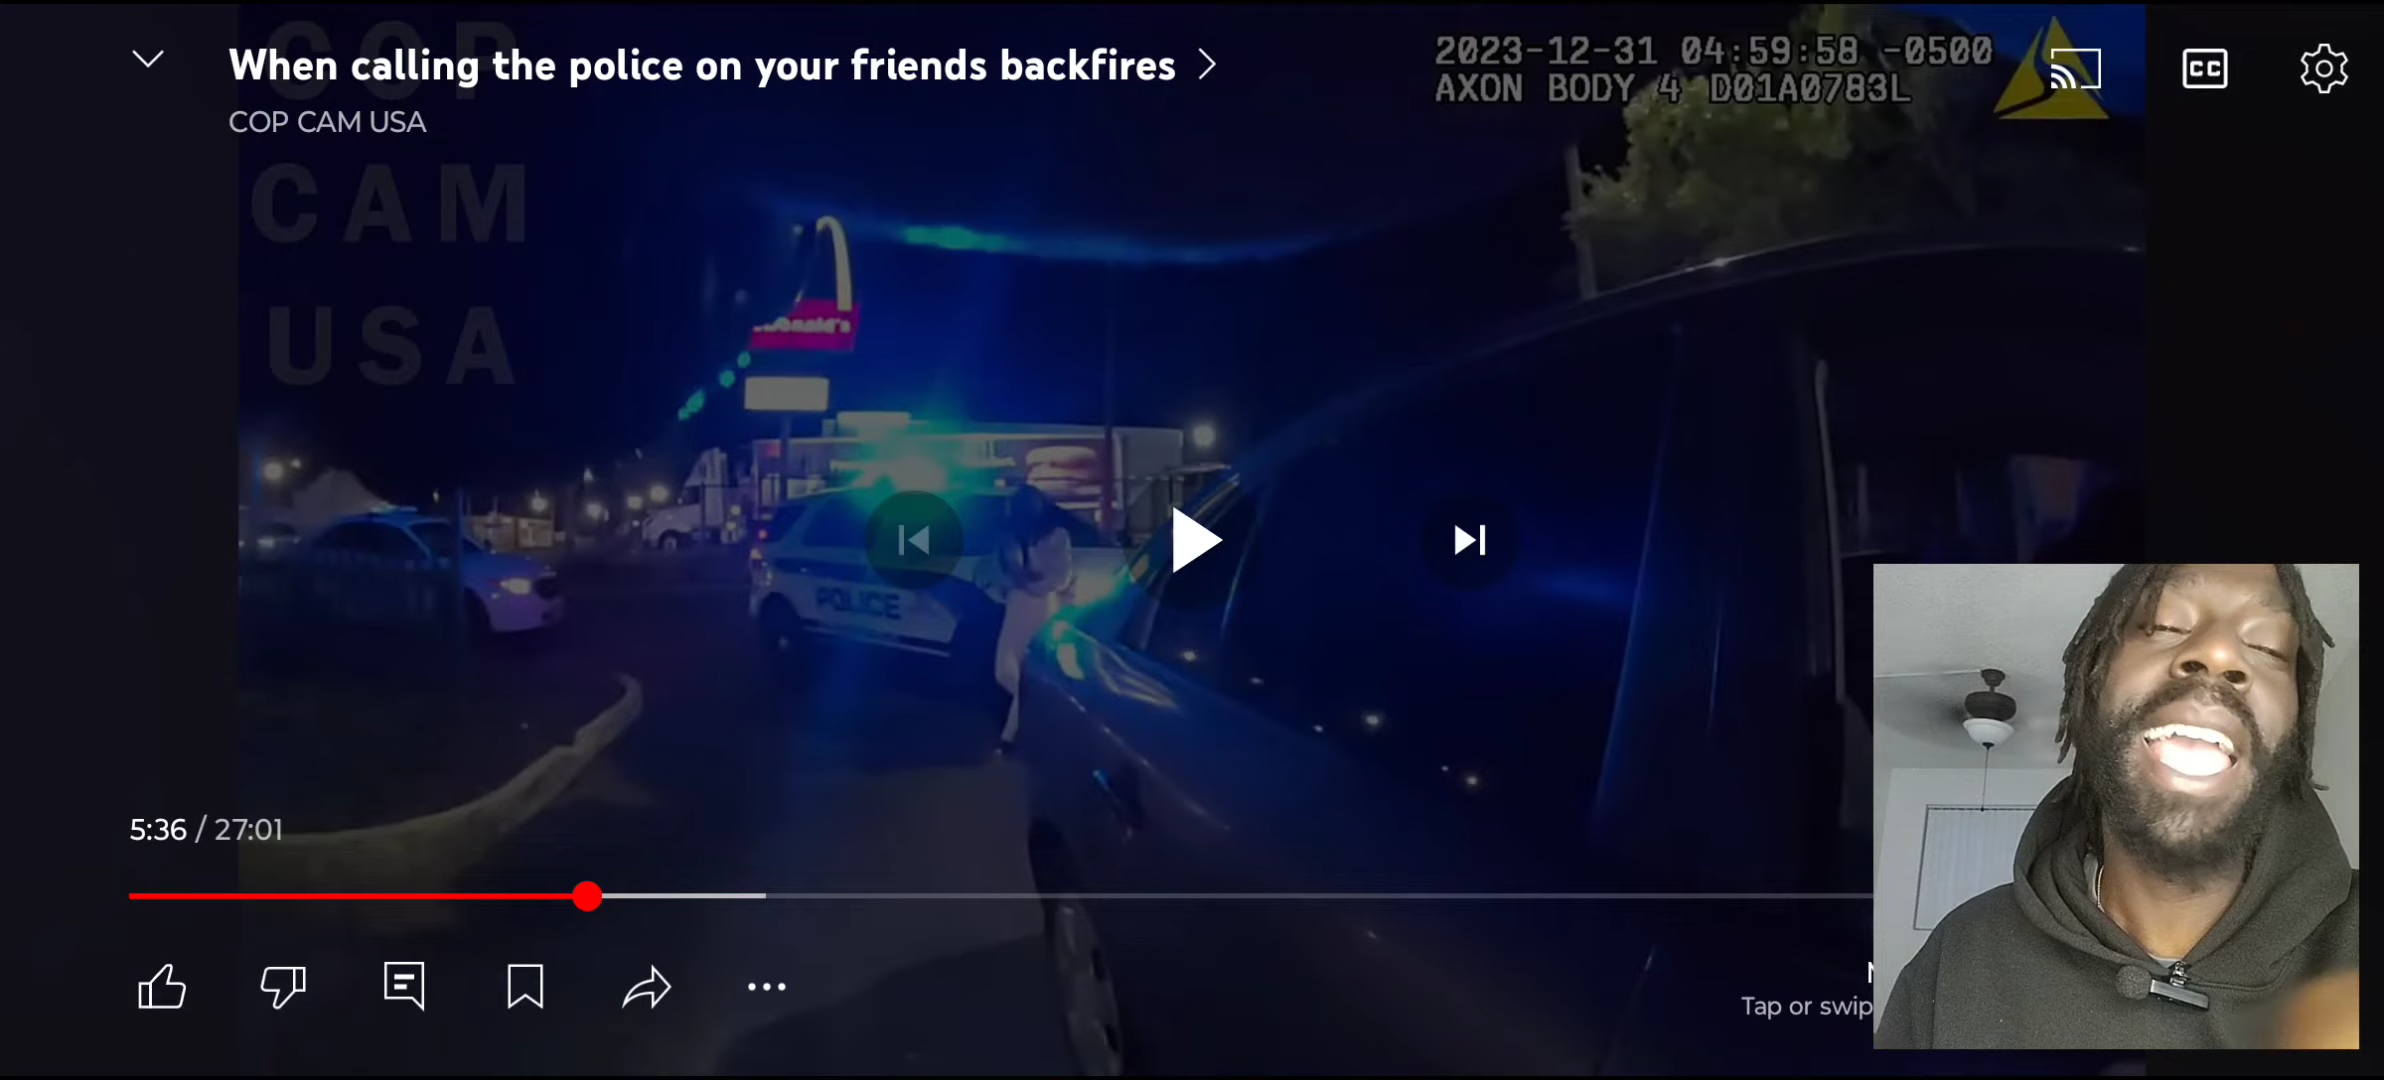 When calling the police on your friends backfires
COP CAM USA
2023-12-31 04:59:58 -0500
AXON BODY 4 D01A0783L
CC
COP
CAM
USA
POLICE
5:36 / 27:01
Tap or swip